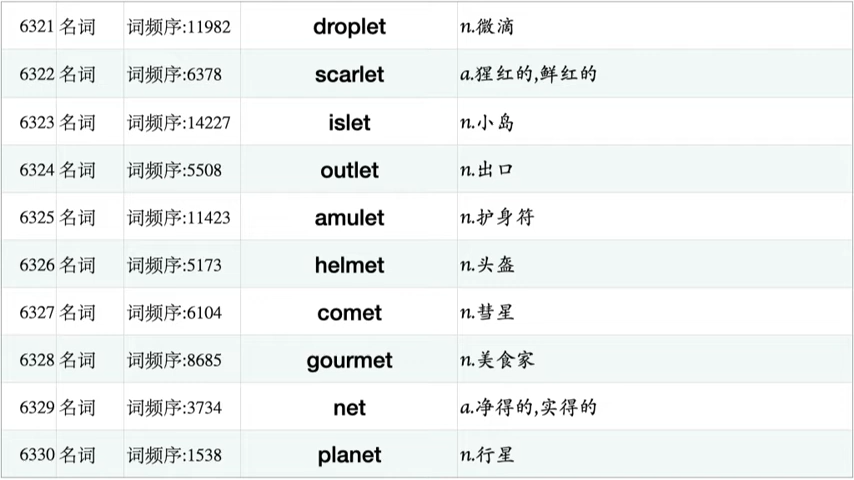 6321 名词 词频序:11982 droplet n.微滴
6322 名词 词频序:6378 scarlet a.猩红的,鲜红的
6323 名词 词频序:14227 islet n.小岛
6324 名词 词频序:5508 outlet n.出口
6325 名词 词频序:11423 amulet n.护身符
6326 名词 词频序:5173 helmet n.头盔
6327 名词 词频序:6104 comet n.彗星
6328 名词 词频序:8685 gourmet n.美食家
6329 名词 词频序:3734 net a.净得的,实得的
6330 名词 词频序:1538 planet n.行星